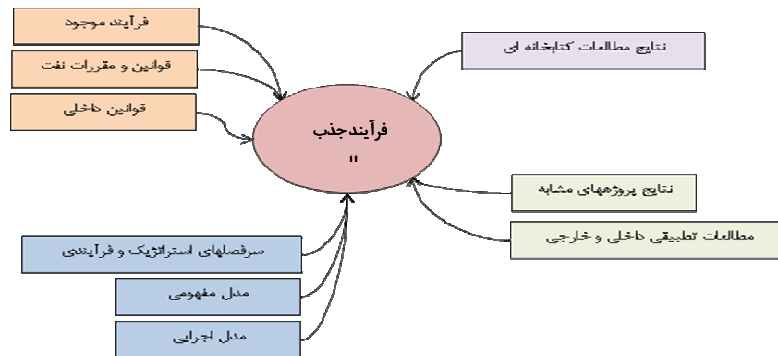 فرآیند موجود
قوانین و مقررات نفت
قوانین داخلی
نتایج مطالعات کتابخانه ای
فرآیندجذب
"
نتایج پروژههای مشابه
مطالعات تطبیقی داخلی و خارجی
سرفصلهای استراتژیک و فرآیندی
مدل مفهومی
مدل اجرایی